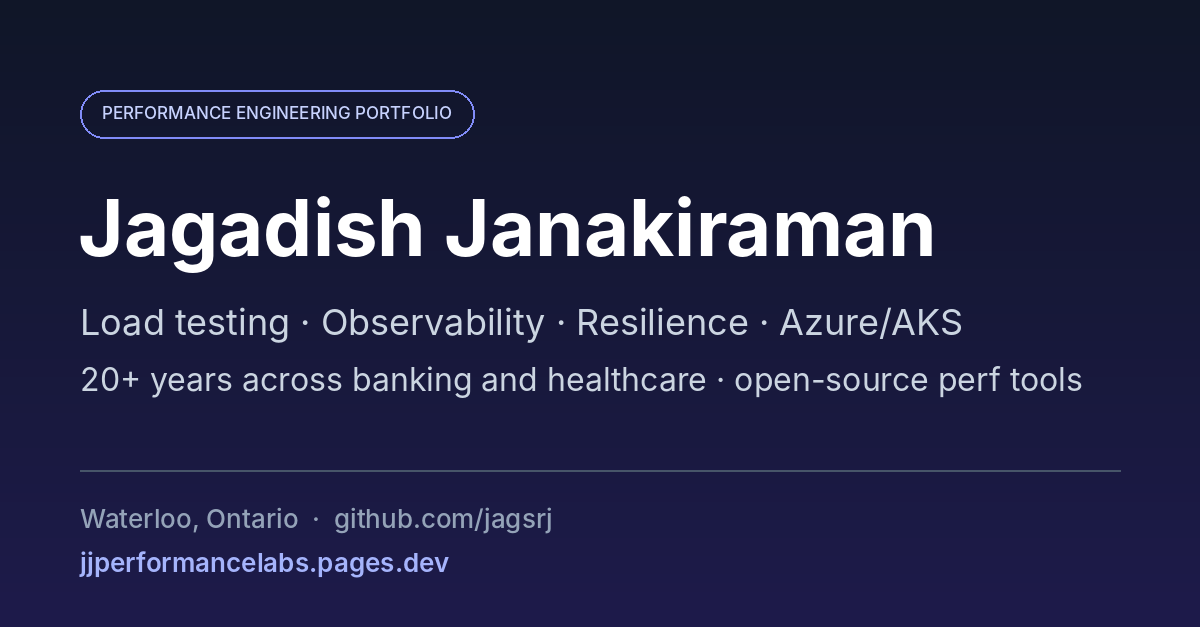 PERFORMANCE ENGINEERING PORTFOLIO
Jagadish Janakiraman
Load testing · Observability · Resilience · Azure/AKS
20+ years across banking and healthcare · open-source perf tools
Waterloo, Ontario · github.com/jagsrj
jjperformancelabs.pages.dev